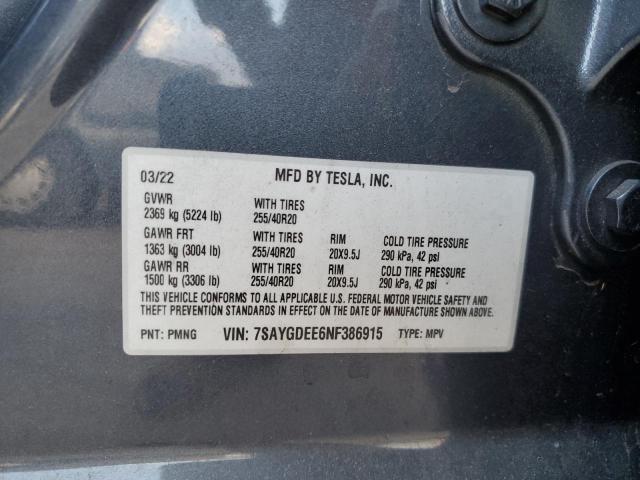 03/22 MFD BY TESLA, INC.
GVWR WITH TIRES
2369 kg (5224 lb) 255/40R20
GAWR FRT WITH TIRES RIM COLD TIRE PRESSURE
1363 kg (3004 lb) 255/40R20 20X9.5J 290 kPa, 42 psi
GAWR RR WITH TIRES RIM COLD TIRE PRESSURE
1500 kg (3306 lb) 255/40R20 20X9.5J 290 kPa, 42 psi
THIS VEHICLE CONFORMS TO ALL APPLICABLE U.S. FEDERAL MOTOR VEHICLE SAFETY AND
THEFT PREVENTION STANDARDS IN EFFECT ON THE DATE OF MANUFACTURE SHOWN ABOVE.
PNT: PMNG VIN: 7SAYGDEE6NF386915 TYPE: MPV